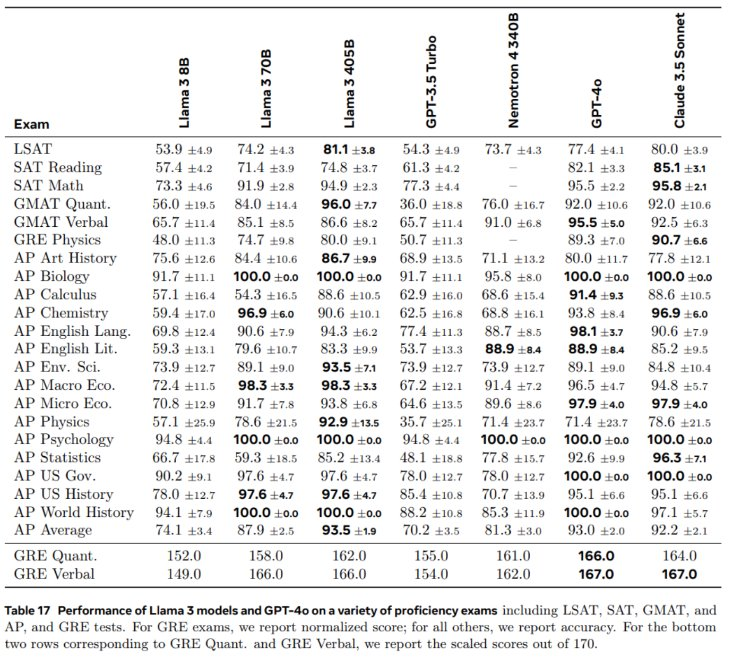 Exam Llama 3 8B Llama 3 70B Llama 3 405B GPT-3.5 Turbo Nemotron 4 340B GPT-4o Claude 3.5 Sonnet
LSAT 53.9 ±4.9 74.2 ±4.3 81.1 ±3.8 54.3 ±4.9 73.7 ±4.3 77.4 ±4.1 80.0 ±3.9
SAT Reading 57.4 ±4.2 71.4 ±3.9 74.8 ±3.7 61.3 ±4.2 – 82.1 ±3.3 85.1 ±3.1
SAT Math 73.3 ±4.6 91.9 ±2.8 94.9 ±2.3 77.3 ±4.4 – 95.5 ±2.2 95.8 ±2.1
GMAT Quant. 56.0 ±19.5 84.0 ±14.4 96.0 ±7.7 36.0 ±18.8 76.0 ±16.7 92.0 ±10.6 92.0 ±10.6
GMAT Verbal 65.7 ±11.4 85.1 ±8.5 86.6 ±8.2 65.7 ±11.4 91.0 ±6.8 95.5 ±5.0 92.5 ±6.3
GRE Physics 48.0 ±11.3 74.7 ±9.8 80.0 ±9.1 50.7 ±11.3 – 89.3 ±7.0 90.7 ±6.6
AP Art History 75.6 ±12.6 84.4 ±10.6 86.7 ±9.9 68.9 ±13.5 71.1 ±13.2 80.0 ±11.7 77.8 ±12.1
AP Biology 91.7 ±11.1 100.0 ±0.0 100.0 ±0.0 91.7 ±11.1 95.8 ±8.0 100.0 ±0.0 100.0 ±0.0
AP Calculus 57.1 ±16.4 54.3 ±16.5 88.6 ±10.5 62.9 ±16.0 68.6 ±15.4 91.4 ±9.3 88.6 ±10.5
AP Chemistry 59.4 ±17.0 96.9 ±6.0 90.6 ±10.1 62.5 ±16.8 68.8 ±16.1 93.8 ±8.4 96.9 ±6.0
AP English Lang. 69.8 ±12.4 90.6 ±7.9 94.3 ±6.2 77.4 ±11.3 88.7 ±8.5 98.1 ±3.7 90.6 ±7.9
AP English Lit. 59.3 ±13.1 79.6 ±10.7 83.3 ±9.9 53.7 ±13.3 88.9 ±8.4 88.9 ±8.4 85.2 ±9.5
AP Env. Sci. 73.9 ±12.7 89.1 ±9.0 93.5 ±7.1 73.9 ±12.7 73.9 ±12.7 89.1 ±9.0 84.8 ±10.4
AP Macro Eco. 72.4 ±11.5 98.3 ±3.3 98.3 ±3.3 67.2 ±12.1 91.4 ±7.2 96.5 ±4.7 94.8 ±5.7
AP Micro Eco. 70.8 ±12.9 91.7 ±7.8 93.8 ±6.8 64.6 ±13.5 89.6 ±8.6 97.9 ±4.0 97.9 ±4.0
AP Physics 57.1 ±25.9 78.6 ±21.5 92.9 ±13.5 35.7 ±25.1 71.4 ±23.7 71.4 ±23.7 78.6 ±21.5
AP Psychology 94.8 ±4.4 100.0 ±0.0 100.0 ±0.0 94.8 ±4.4 100.0 ±0.0 100.0 ±0.0 100.0 ±0.0
AP Statistics 66.7 ±17.8 59.3 ±18.5 85.2 ±13.4 48.1 ±18.8 77.8 ±15.7 92.6 ±9.9 96.3 ±7.1
AP US Gov. 90.2 ±9.1 97.6 ±4.7 97.6 ±4.7 78.0 ±12.7 78.0 ±12.7 100.0 ±0.0 100.0 ±0.0
AP US History 78.0 ±12.7 97.6 ±4.7 97.6 ±4.7 85.4 ±10.8 70.7 ±13.9 95.1 ±6.6 95.1 ±6.6
AP World History 94.1 ±7.9 100.0 ±0.0 100.0 ±0.0 88.2 ±10.8 85.3 ±11.9 100.0 ±0.0 97.1 ±5.7
AP Average 74.1 ±3.4 87.9 ±2.5 93.5 ±1.9 70.2 ±3.5 81.3 ±3.0 93.0 ±2.0 92.2 ±2.1
GRE Quant. 152.0 158.0 162.0 155.0 161.0 166.0 164.0
GRE Verbal 149.0 166.0 166.0 154.0 162.0 167.0 167.0
Table 17 Performance of Llama 3 models and GPT-4o on a variety of proficiency exams including LSAT, SAT, GMAT, and
AP, and GRE tests. For GRE exams, we report normalized score; for all others, we report accuracy. For the bottom
two rows corresponding to GRE Quant. and GRE Verbal, we report the scaled scores out of 170.